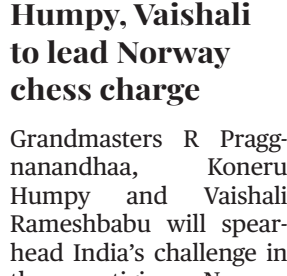 Humpy, Vaishali
to lead Norway
chess charge
Grandmasters R Pragg-
nanandhaa, Koneru
Humpy and Vaishali
Rameshbabu will spear-
head India's challenge in